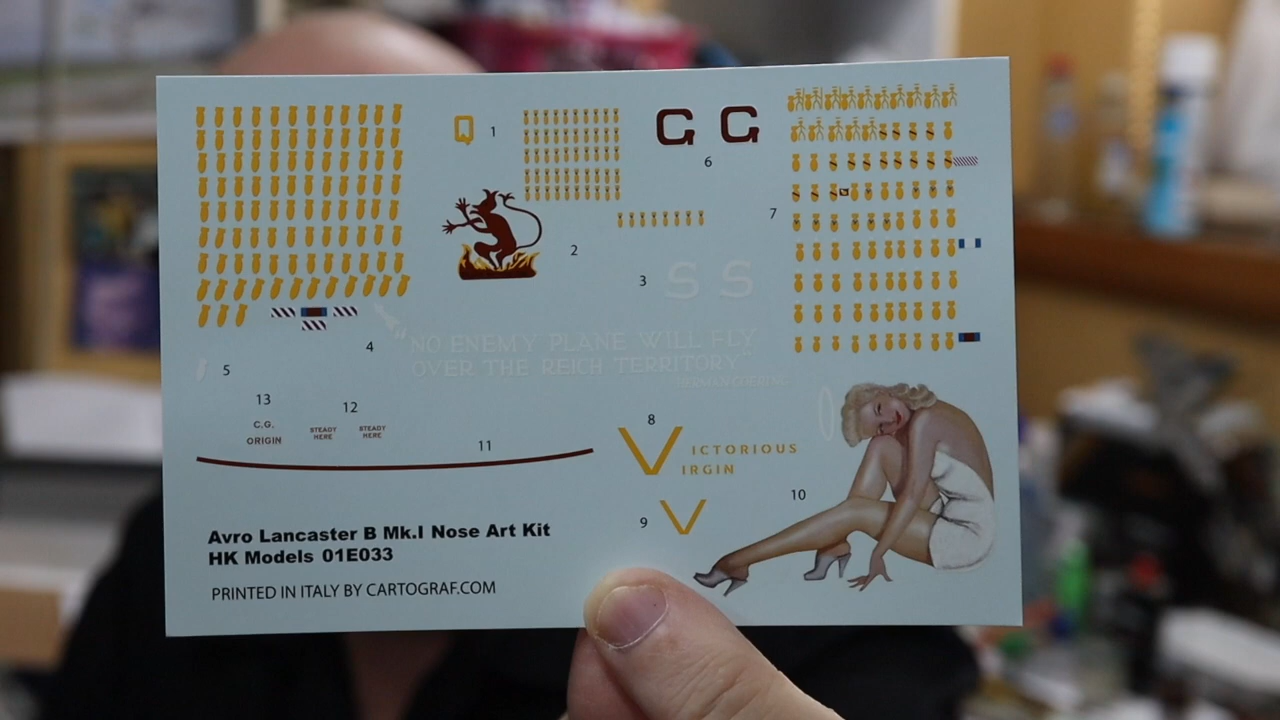 Q 1
G G
6
7
2
3 S S
"NO ENEMY PLANE WILL FLY
OVER THE REICH TERRITORY"
4
5
13
12
C.G.
ORIGIN
STEADY
HERE
STEADY
HERE
11
8
VICTORIOUS
IRGIN
10
9 V
Avro Lancaster B Mk.I Nose Art Kit
HK Models 01E033
PRINTED IN ITALY BY CARTOGRAF.COM